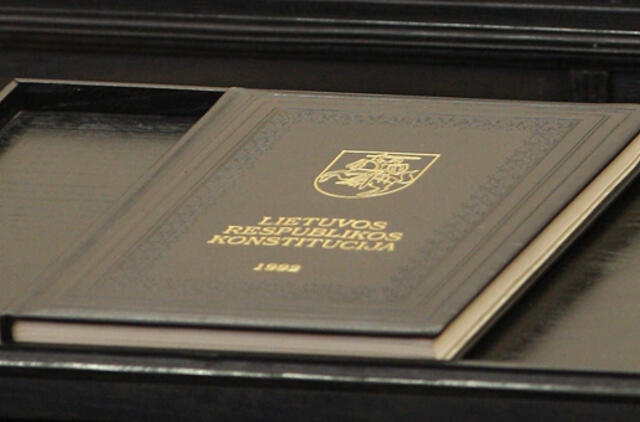 LIETUVOS
RESPUBLIKOS
KONSTITUCIJA
1992